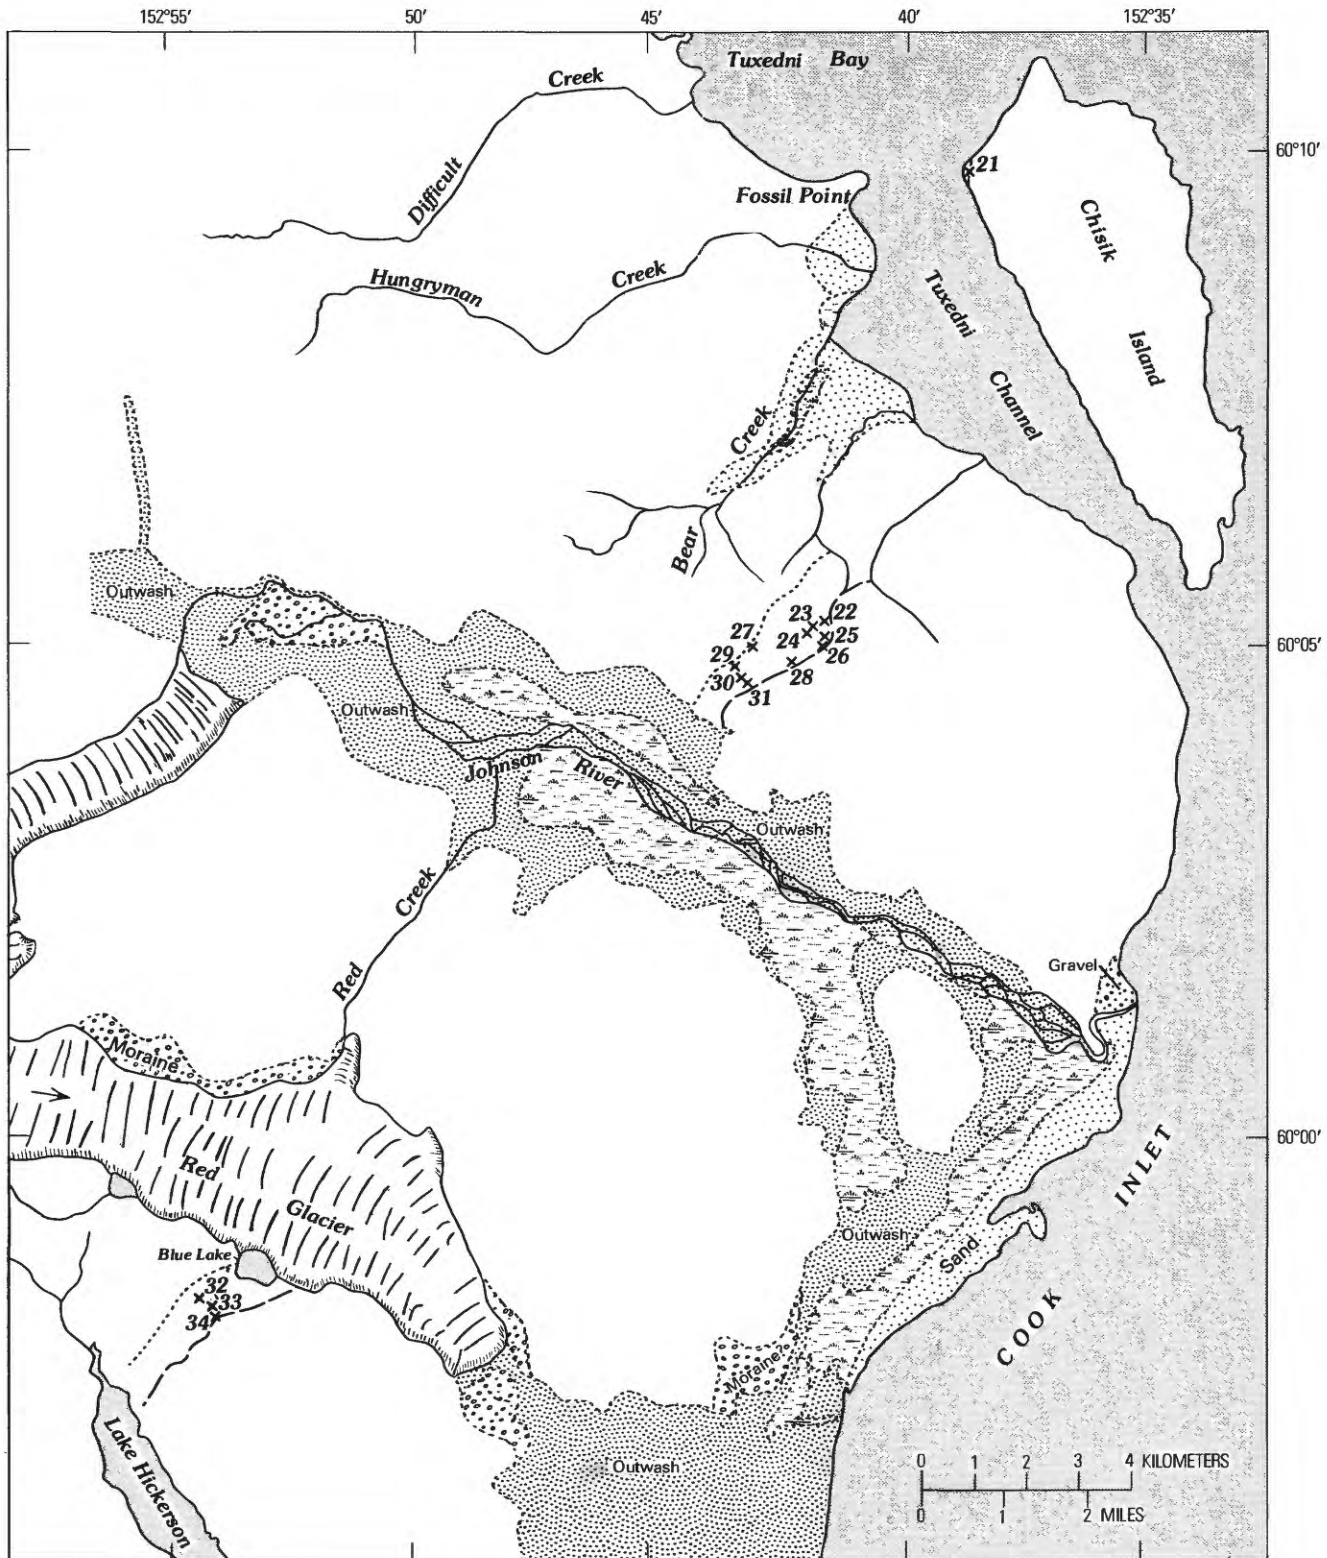 152°55′ 50′ 45′ 40′ 152°35′
Tuxedni Bay
Creek
Difficult
60°10′
21
Fossil Point
Chisik
Island
Hungryman
Creek
Tuxedni
Channel
Creek
Bear
Outwash
23 22
27 24 25
26
60°05′
29
28
30
31
Outwash
Johnson
River
Outwash
Creek
Red
Gravel
Moraine
60°00′
Red
Glacier
INLET
COOK
Outwash
Sand
Blue Lake
32
33
34
Moraine?
Lake Hickerson
Outwash
0 1 2 3 4 KILOMETERS
0 1 2 MILES